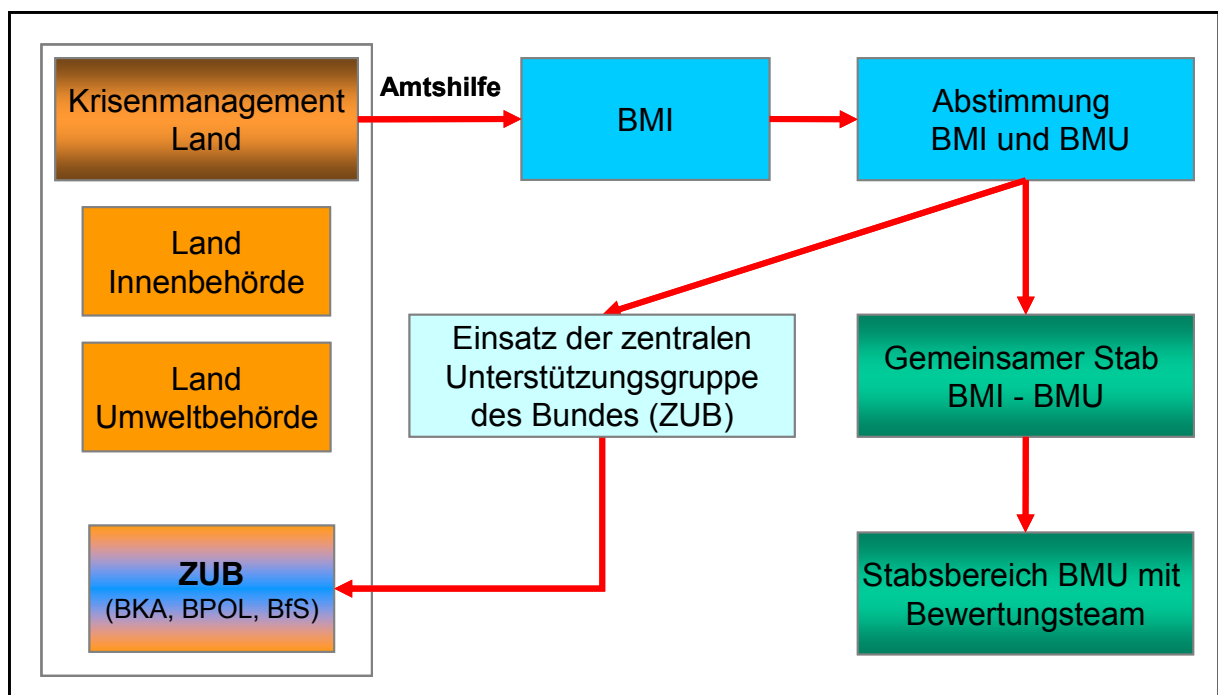 Krisenmanagement
Land
Amtshilfe
BMI
Abstimmung
BMI und BMU
Land
Innenbehörde
Land
Umweltbehörde
Einsatz der zentralen
Unterstützungsgruppe
des Bundes (ZUB)
Gemeinsamer Stab
BMI - BMU
ZUB
(BKA, BPOL, BfS)
Stabsbereich BMU mit
Bewertungsteam